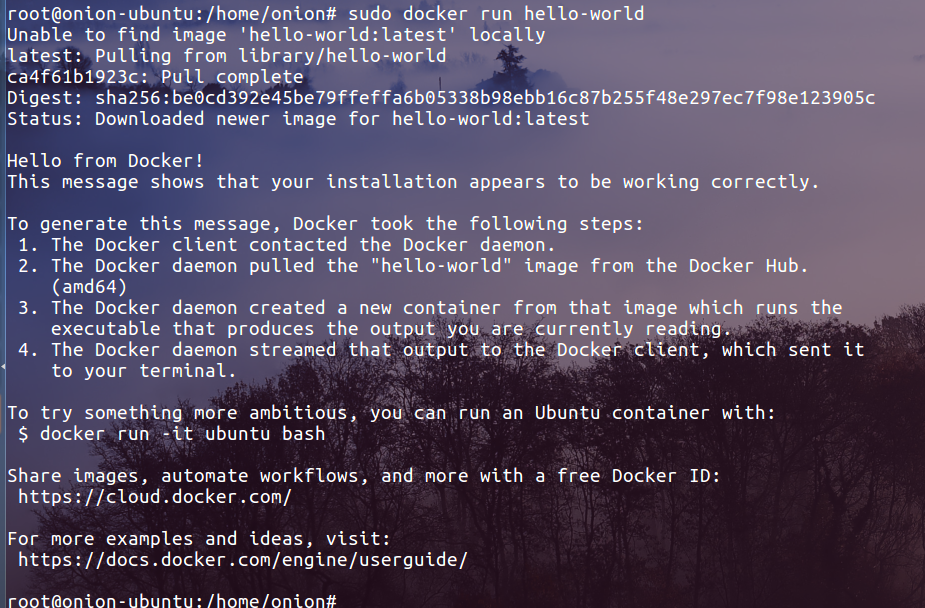 root@onion-ubuntu:/home/onion# sudo docker run hello-world
Unable to find image 'hello-world:latest' locally
latest: Pulling from library/hello-world
ca4f61b1923c: Pull complete
Digest: sha256:be0cd392e45be79ffeffa6b05338b98ebb16c87b255f48e297ec7f98e123905c
Status: Downloaded newer image for hello-world:latest

Hello from Docker!
This message shows that your installation appears to be working correctly.

To generate this message, Docker took the following steps:
 1. The Docker client contacted the Docker daemon.
 2. The Docker daemon pulled the "hello-world" image from the Docker Hub.
    (amd64)
 3. The Docker daemon created a new container from that image which runs the
    executable that produces the output you are currently reading.
 4. The Docker daemon streamed that output to the Docker client, which sent it
    to your terminal.

To try something more ambitious, you can run an Ubuntu container with:
 $ docker run -it ubuntu bash

Share images, automate workflows, and more with a free Docker ID:
 https://cloud.docker.com/

For more examples and ideas, visit:
 https://docs.docker.com/engine/userguide/

root@onion-ubuntu:/home/onion#